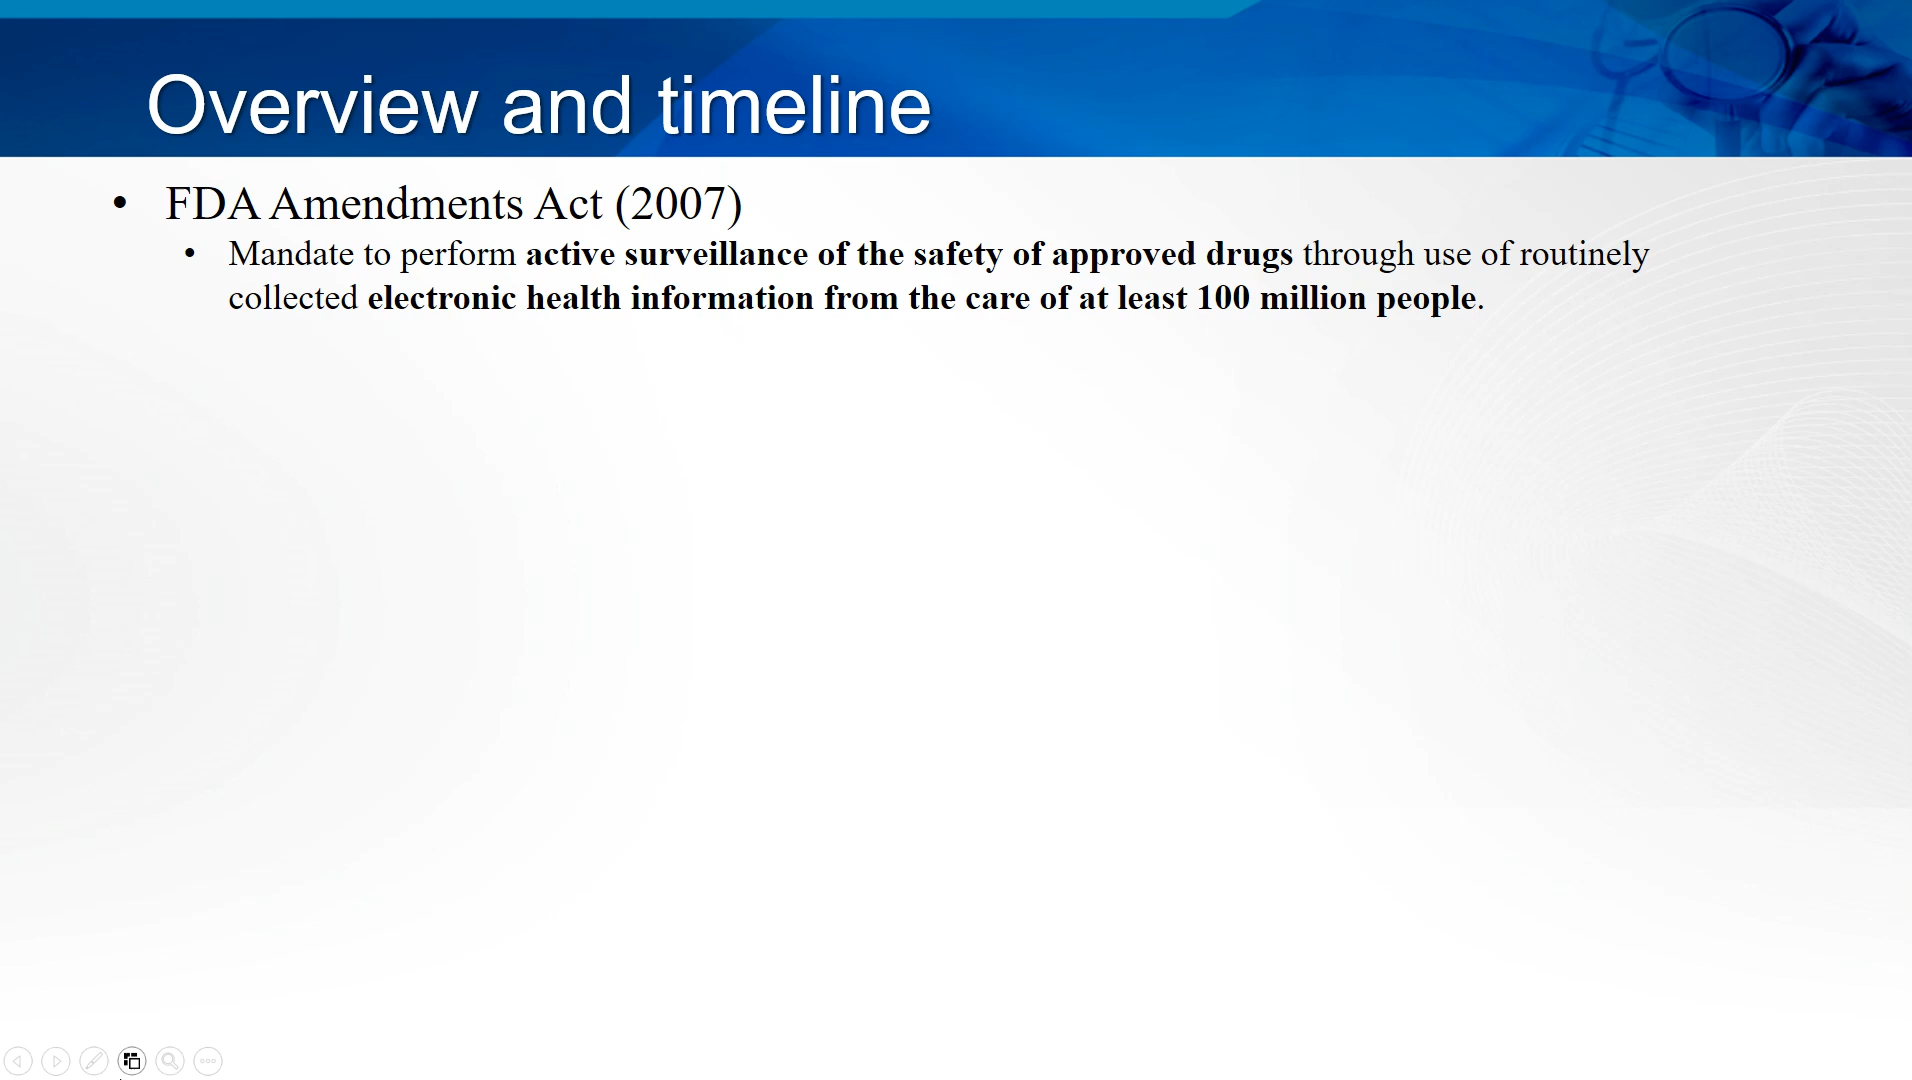 Overview and timeline
• FDA Amendments Act (2007)
• Mandate to perform active surveillance of the safety of approved drugs through use of routinely
collected electronic health information from the care of at least 100 million people.